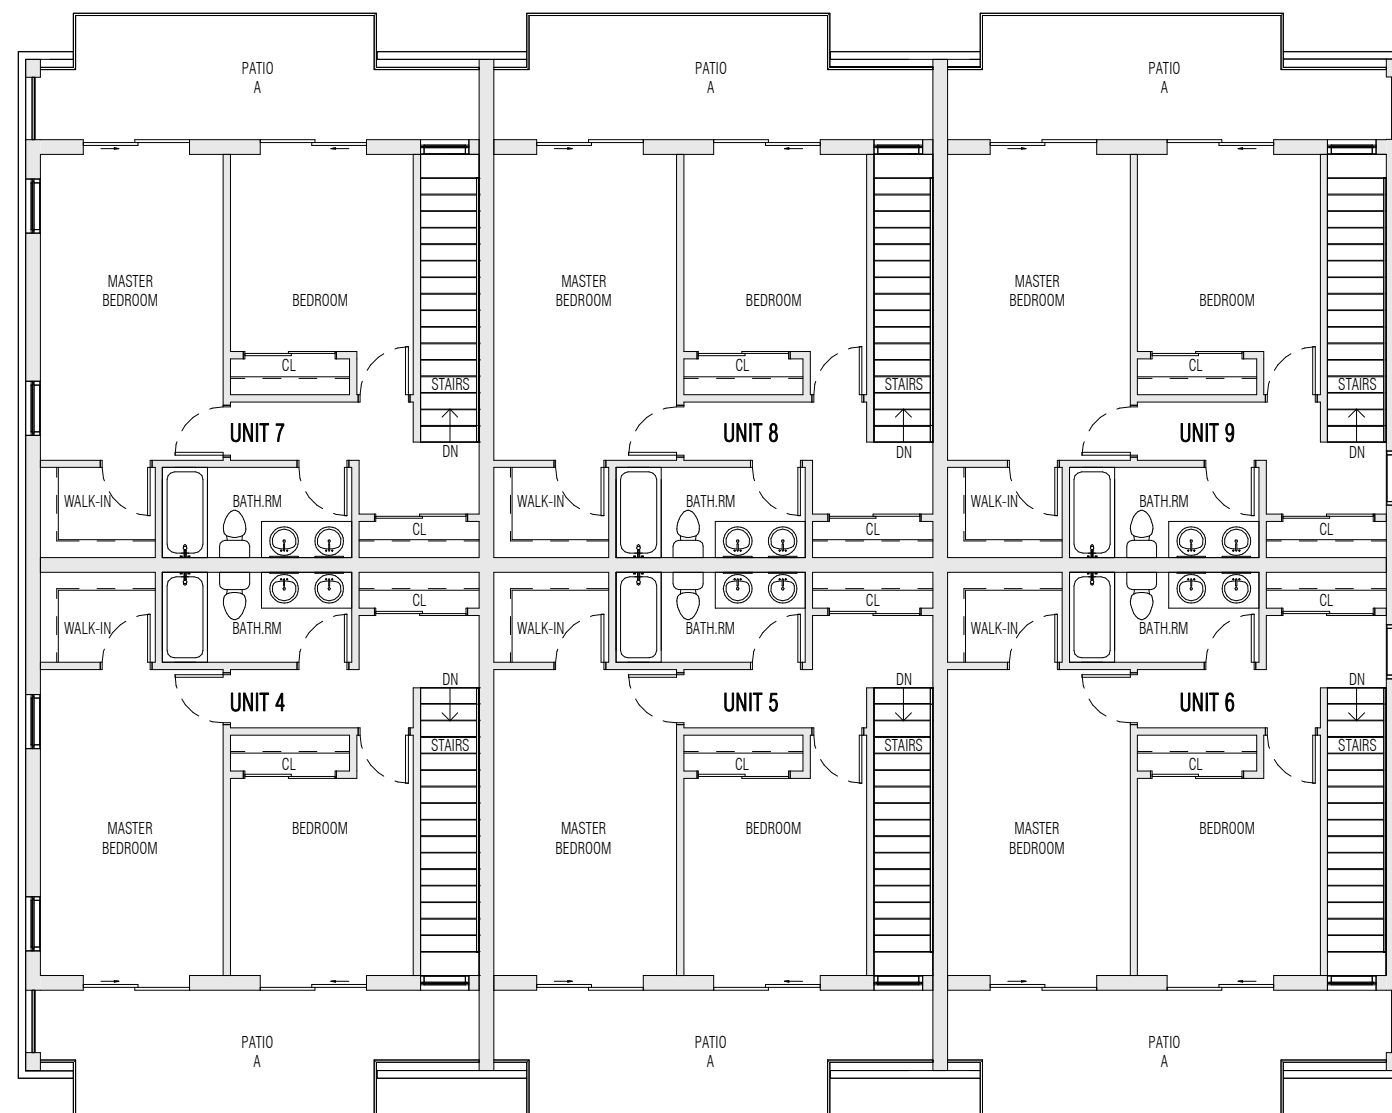 PATIO
A
PATIO
A
PATIO
A
MASTER
BEDROOM
BEDROOM
MASTER
BEDROOM
BEDROOM
MASTER
BEDROOM
BEDROOM
CL
STAIRS
CL
STAIRS
CL
STAIRS
UNIT 7
DN
UNIT 8
DN
UNIT 9
DN
WALK-IN
BATH.RM
CL
WALK-IN
BATH.RM
CL
WALK-IN
BATH.RM
CL
WALK-IN
BATH.RM
CL
WALK-IN
BATH.RM
CL
WALK-IN
BATH.RM
CL
UNIT 4
DN
UNIT 5
DN
UNIT 6
DN
CL
STAIRS
CL
STAIRS
CL
STAIRS
MASTER
BEDROOM
BEDROOM
MASTER
BEDROOM
BEDROOM
MASTER
BEDROOM
BEDROOM
PATIO
A
PATIO
A
PATIO
A